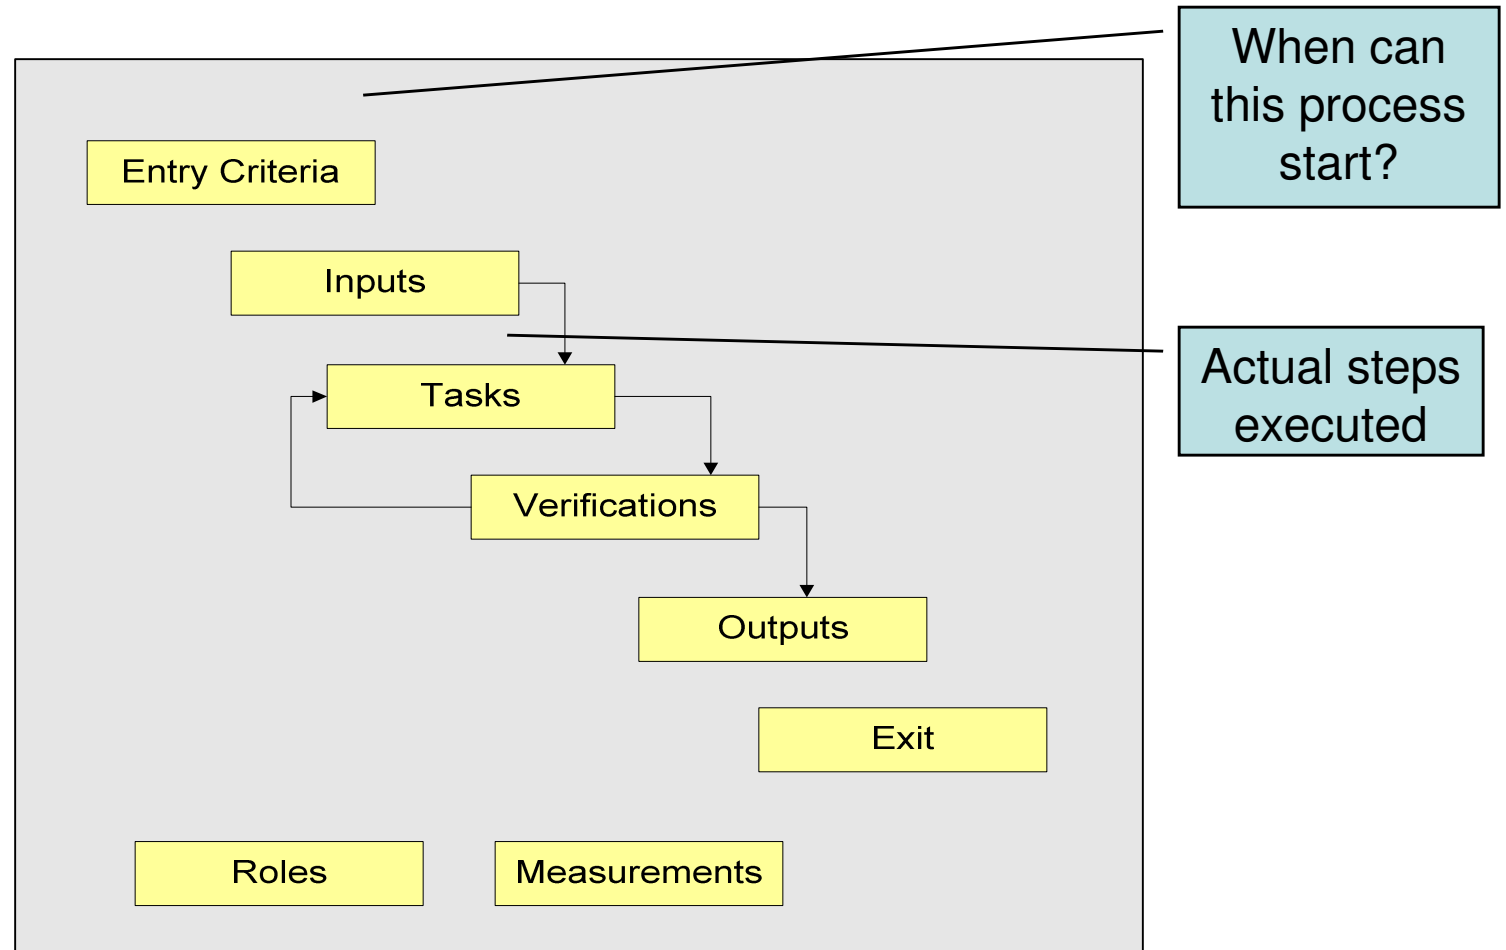 When can
this process
start?
Entry Criteria
Inputs
Actual steps
executed
Tasks
Verifications
Outputs
Exit
Roles
Measurements